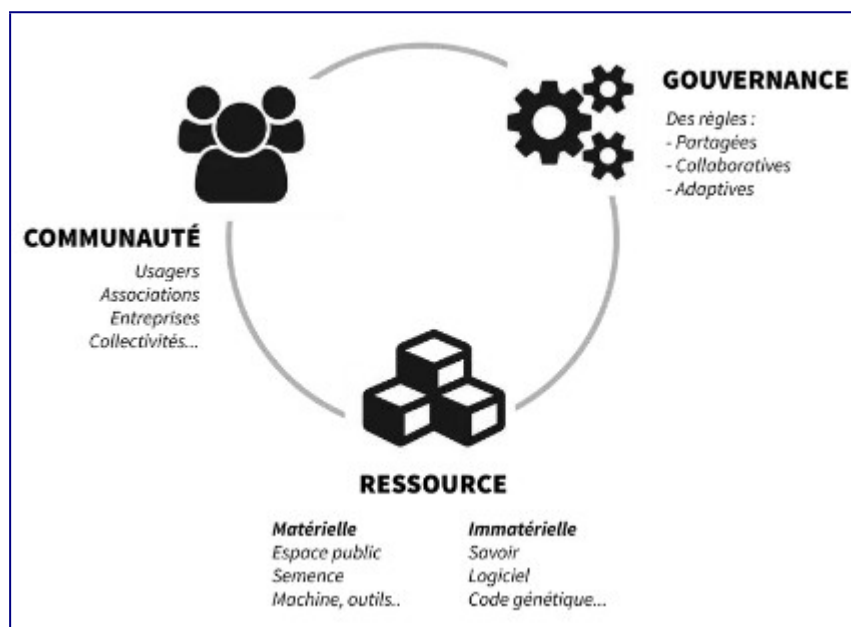 GOUVERNANCE
Des règles :
- Partagées
- Collaboratives
- Adaptives
COMMUNAUTÉ
Usagers
Associations
Entreprises
Collectivités...
RESSOURCE
Matérielle
Espace public
Semence
Machine, outils..
Immatérielle
Savoir
Logiciel
Code génétique...